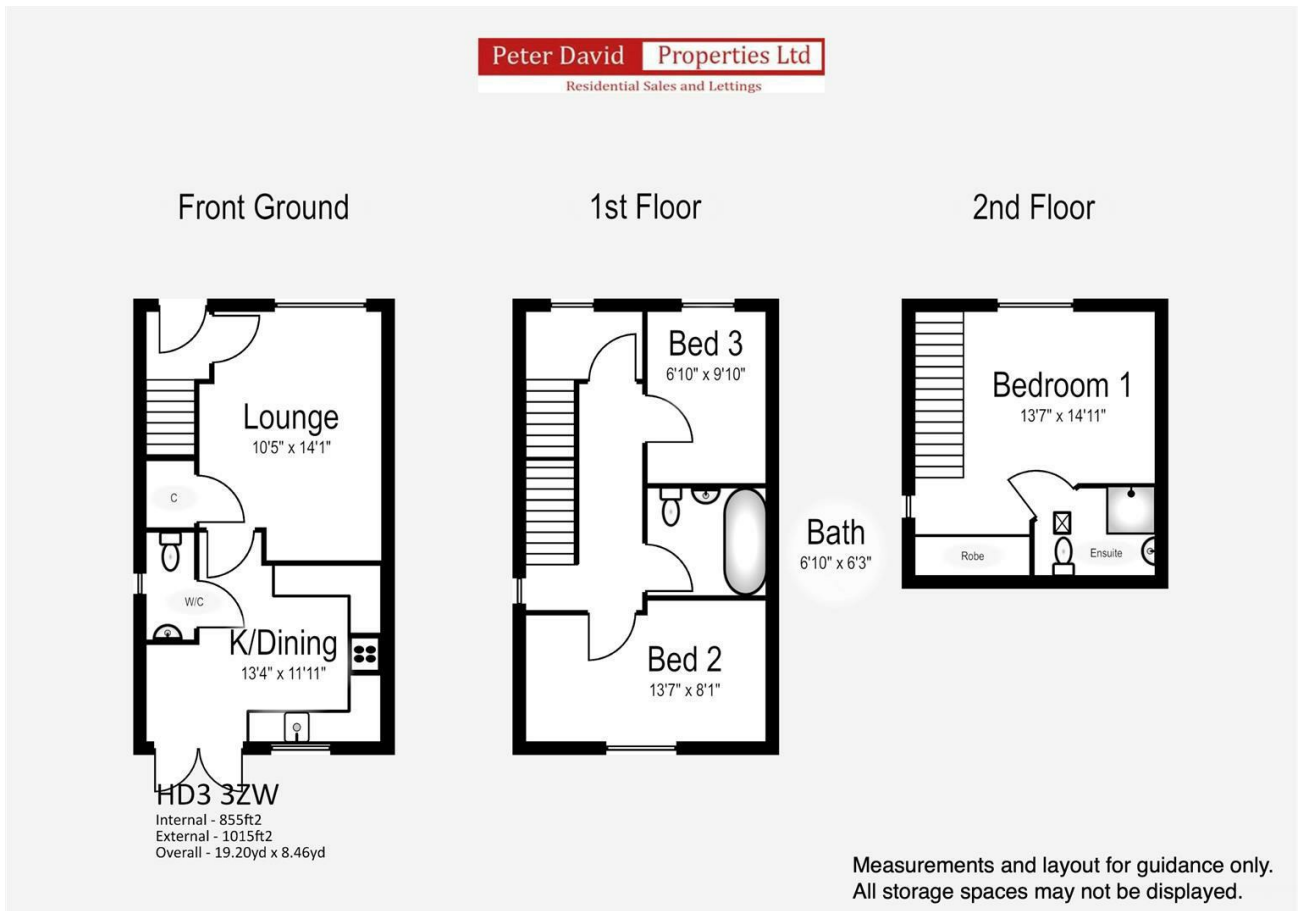 Peter David Properties Ltd
Residential Sales and Lettings
Front Ground
1st Floor
2nd Floor
Lounge
10'5" x 14'1"
C
W/C
K/Dining
13'4" x 11'11"
Bed 3
6'10" x 9'10"
Bath
6'10" x 6'3"
Bed 2
13'7" x 8'1"
Bedroom 1
13'7" x 14'11"
Robe
Ensuite
HD3 3ZW
Internal - 855ft2
External - 1015ft2
Overall - 19.20yd x 8.46yd
Measurements and layout for guidance only.
All storage spaces may not be displayed.